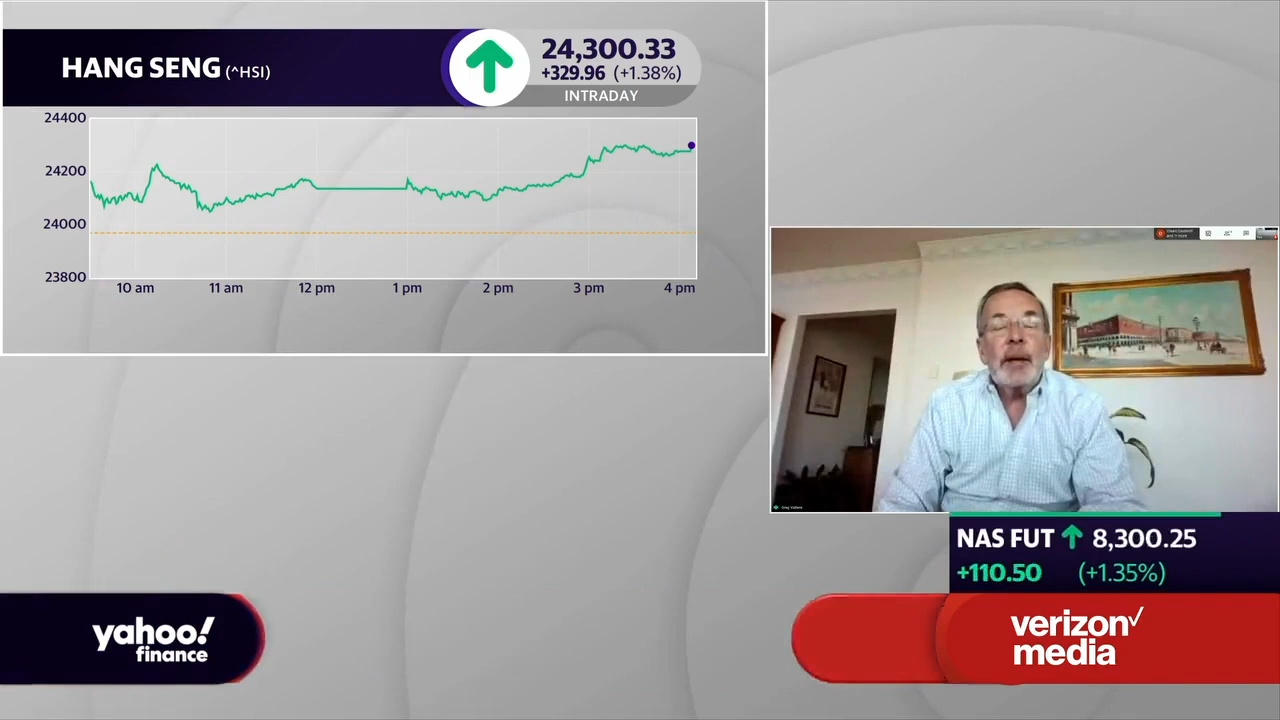 HANG SENG (^HSI)
24,300.33
+329.96 (+1.38%)
INTRADAY
24400
24200
24000
23800
10 am 11 am 12 pm 1 pm 2 pm 3 pm 4 pm
Greg Valliere
NAS FUT 8,300.25
+110.50 (+1.35%)
yahoo!
finance
verizon
media